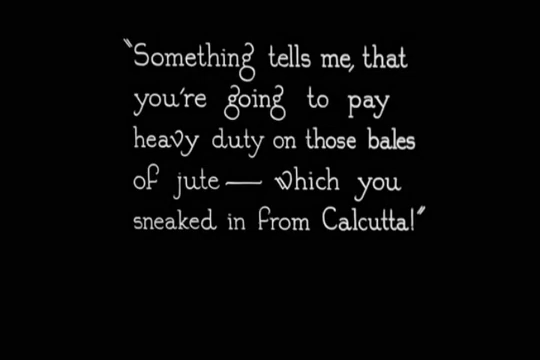 "Something tells me, that
you're going to pay
heavy duty on those bales
of jute — which you
sneaked in from Calcutta!"